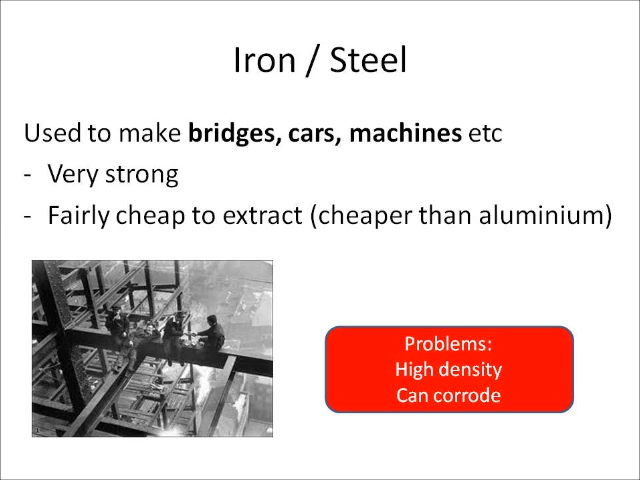 Iron / Steel
Used to make bridges, cars, machines etc
- Very strong
- Fairly cheap to extract (cheaper than aluminium)
Problems:
High density
Can corrode